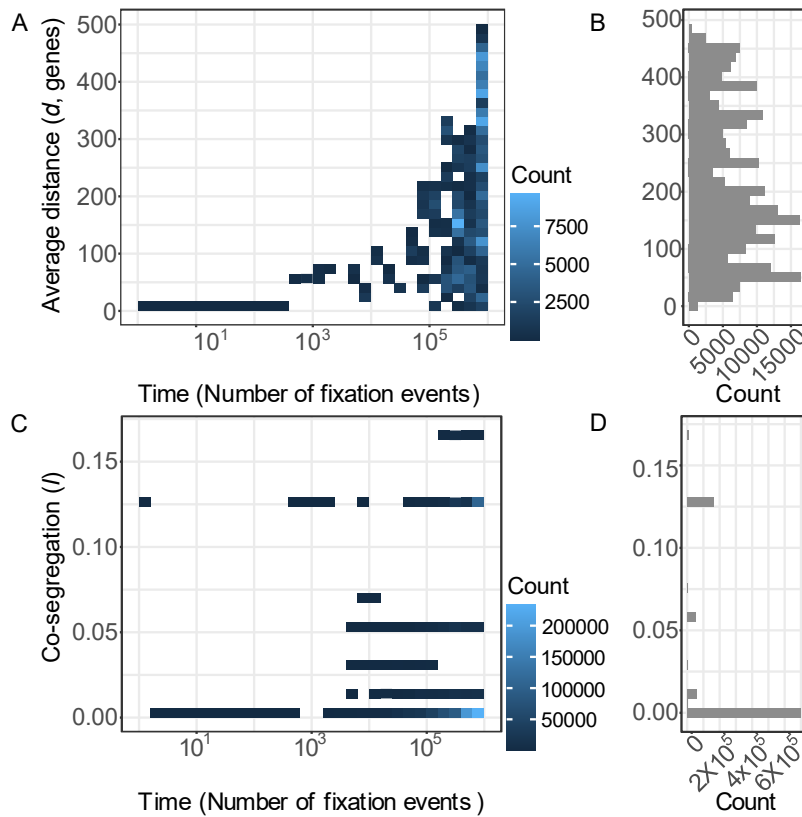 A
Average distance (d, genes)
500
400
300
200
100
0
10¹
10³
10⁵
Time (Number of fixation events)
Count
7500
5000
2500
B
500
400
300
200
100
0
0
5000
10000
15000
Count
C
Co-segregation (I)
0.15
0.10
0.05
0.00
10¹
10³
10⁵
Time (Number of fixation events )
Count
200000
150000
100000
50000
D
0.15
0.10
0.05
0.00
0
2X10⁵
4X10⁵
6X10⁵
Count